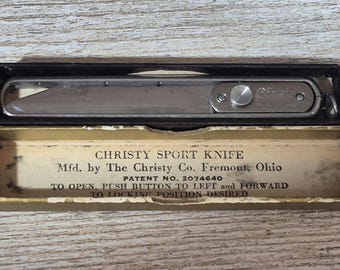 Christy
CHRISTY SPORT KNIFE
Mfd. by The Christy Co. Fremont, Ohio
PATENT NO. 2074640
TO OPEN, PUSH BUTTON TO LEFT and FORWARD
TO LOCKING POSITION DESIRED